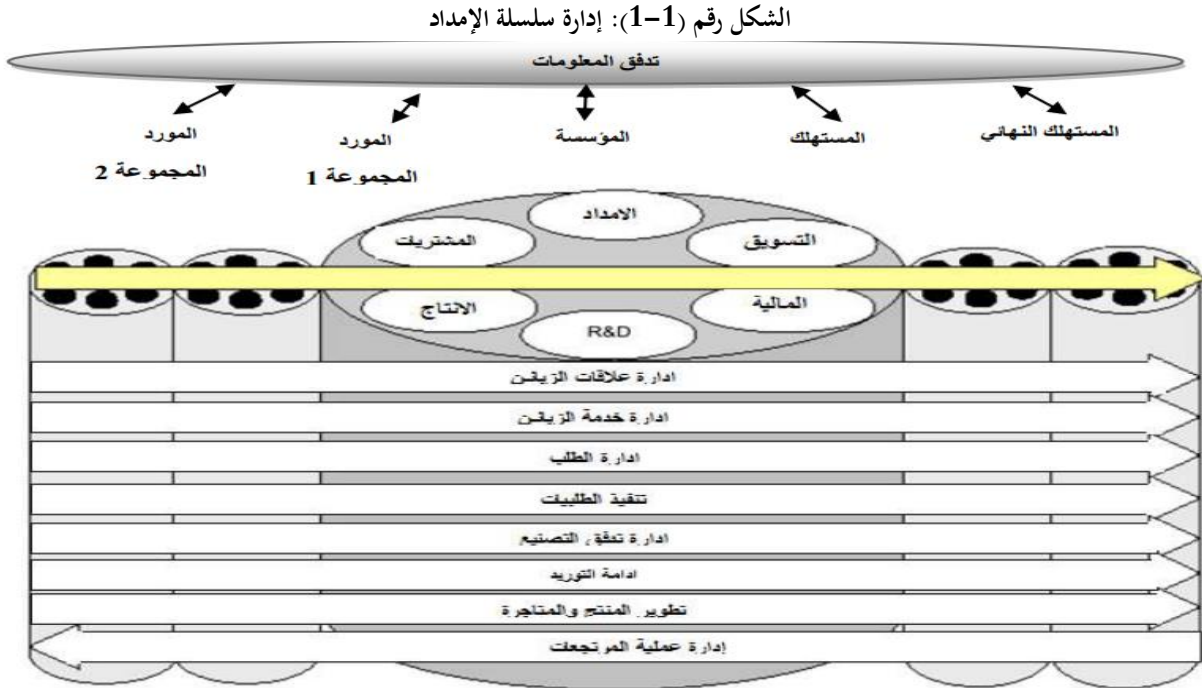 الشكل رقم (1–1): إدارة سلسلة الإمداد
تدفق المعلومات
المستهلك النهائي
المستهلك
المؤسسة
المورد
المجموعة 1
المورد
المجموعة 2
الامداد
التسويق
المشتريات
المالية
الانتاج
R&D
ادارة علاقات الزبائن
ادارة خدمة الزبائن
ادارة الطلب
تنفيذ الطلبيات
ادارة تدفق التصنيع
ادامة التوريد
تطوير المنتج والمتاجرة
إدارة عملية المرتجعات